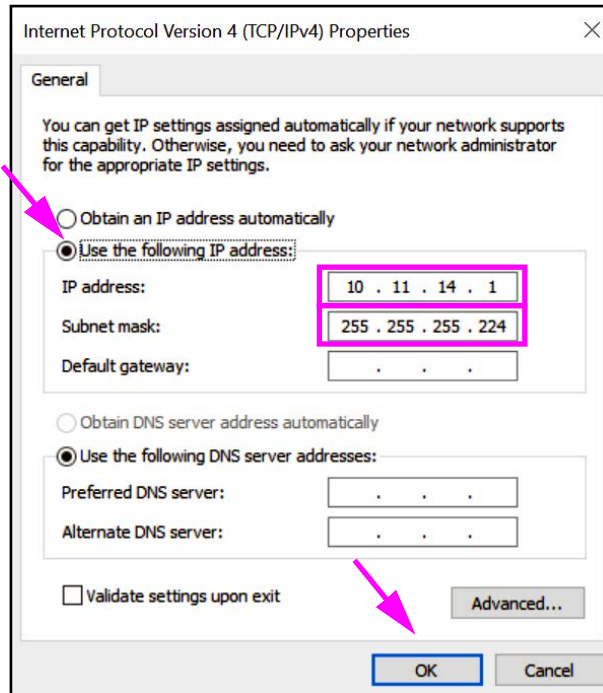 Internet Protocol Version 4 (TCP/IPv4) Properties
General
You can get IP settings assigned automatically if your network supports
this capability. Otherwise, you need to ask your network administrator
for the appropriate IP settings.
Obtain an IP address automatically
Use the following IP address:
IP address: 10 . 11 . 14 . 1
Subnet mask: 255 . 255 . 255 . 224
Default gateway: . . .
Obtain DNS server address automatically
Use the following DNS server addresses:
Preferred DNS server: . . .
Alternate DNS server: . . .
Validate settings upon exit
Advanced...
OK Cancel